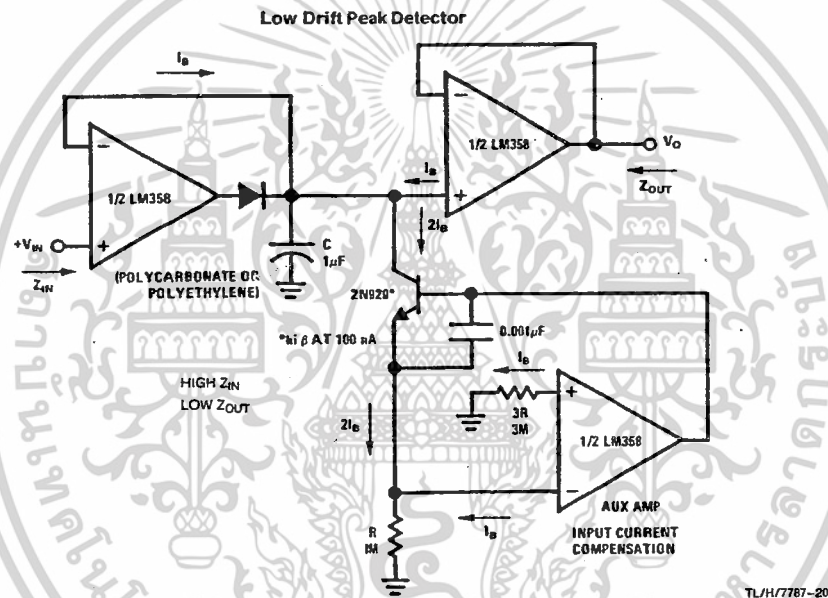 Low Drift Peak Detector
IB
1/2 LM358
+VIN
ZIN
C
1µF
(POLYCARBONATE OR
POLYETHYLENE)
IB
2IB
1/2 LM358
VO
ZOUT
2N929*
*hi β AT 100 nA
0.001µF
HIGH ZIN
LOW ZOUT
IB
3R
3M
1/2 LM358
2IB
IB
R
1M
AUX AMP
INPUT CURRENT
COMPENSATION
TL/H/7787-20